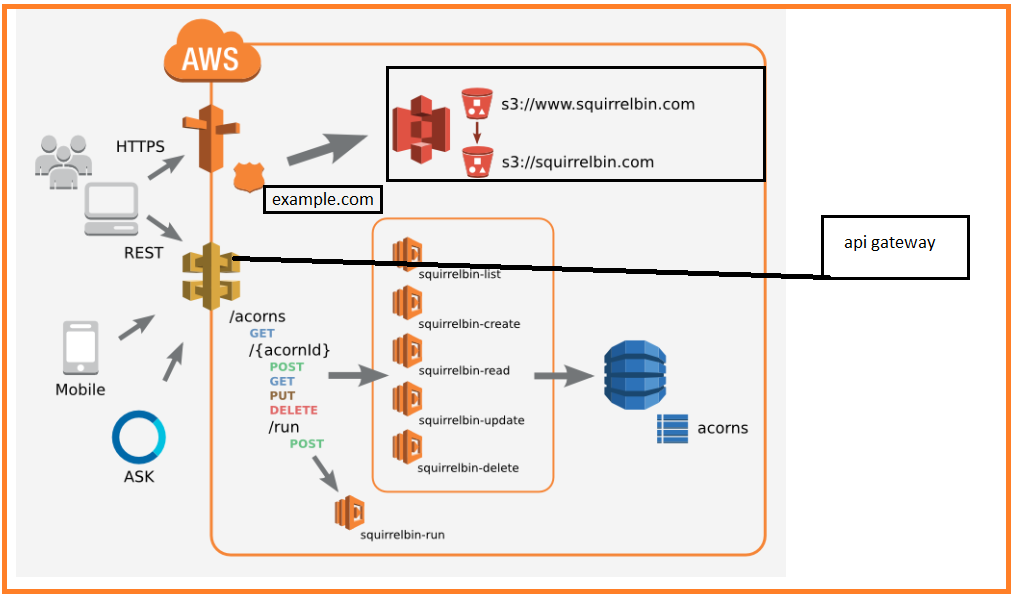 AWS
s3://www.squirrelbin.com
s3://squirrelbin.com
HTTPS
example.com
REST
api gateway
/acorns
GET
/{acornId}
POST
GET
PUT
DELETE
/run
POST
squirrelbin-list
squirrelbin-create
squirrelbin-read
squirrelbin-update
squirrelbin-delete
acorns
Mobile
ASK
squirrelbin-run